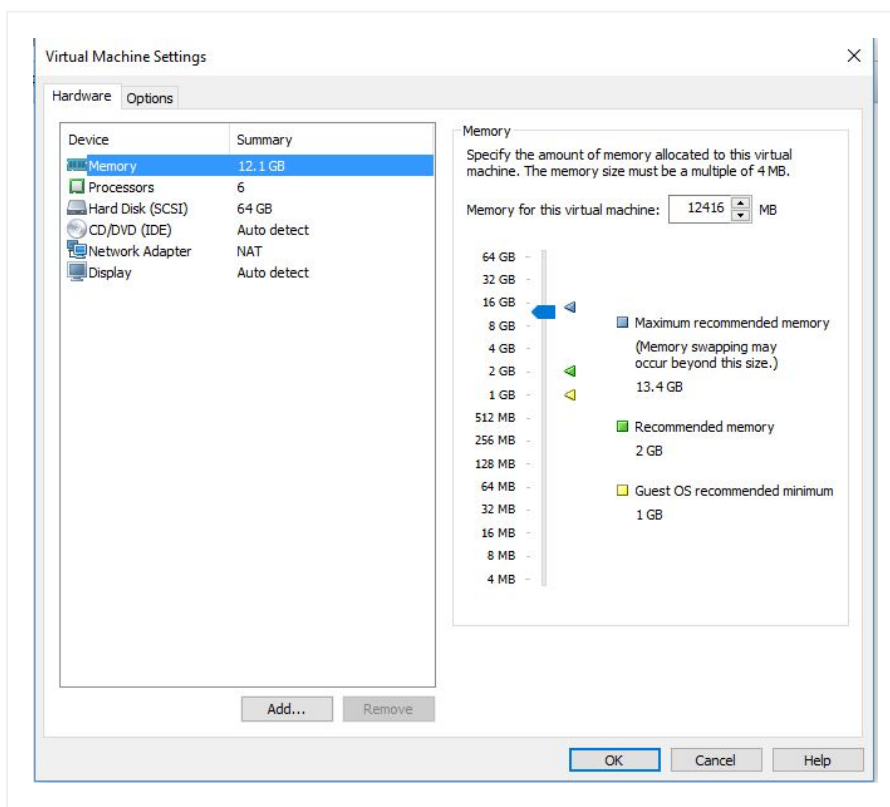 Virtual Machine Settings
Hardware Options
Device Summary
Memory 12.1 GB
Processors 6
Hard Disk (SCSI) 64 GB
CD/DVD (IDE) Auto detect
Network Adapter NAT
Display Auto detect
Add... Remove
Memory
Specify the amount of memory allocated to this virtual
machine. The memory size must be a multiple of 4 MB.
Memory for this virtual machine: 12416 MB
64 GB
32 GB
16 GB
8 GB
4 GB
2 GB
1 GB
512 MB
256 MB
128 MB
64 MB
32 MB
16 MB
8 MB
4 MB
Maximum recommended memory
(Memory swapping may
occur beyond this size.)
13.4 GB
Recommended memory
2 GB
Guest OS recommended minimum
1 GB
OK Cancel Help